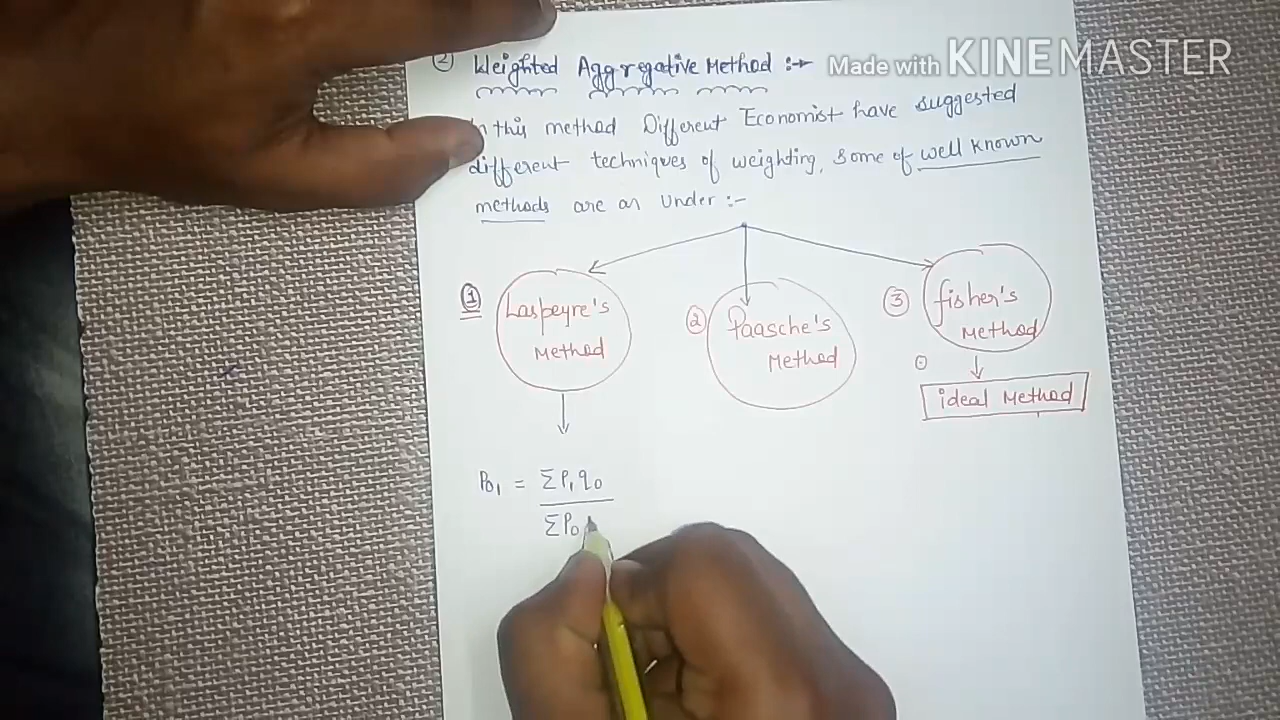 ② Weighted Aggregative Method :-
Made with KINEMASTER
In this method Different Economist have suggested
different techniques of weighting, Some of well known
methods are as under :-
① Laspeyre's
Method
② Paasche's
Method
③ fisher's
Method
ideal Method
P01 = ΣP1q0
ΣP0